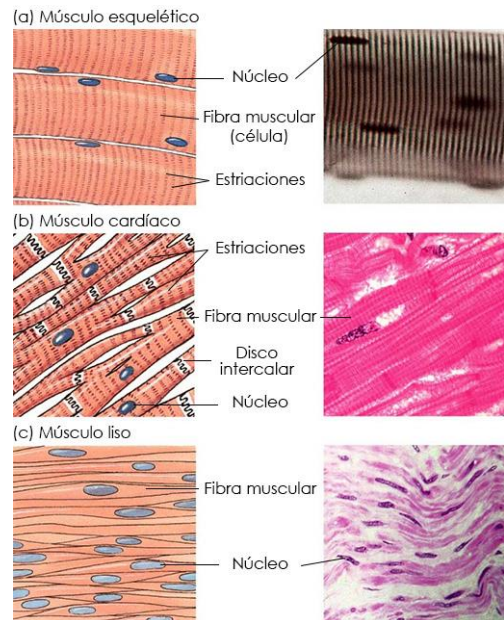 (a) Músculo esquelético
Núcleo
Fibra muscular
(célula)
Estriaciones
(b) Músculo cardíaco
Estriaciones
Fibra muscular
Disco
intercalar
Núcleo
(c) Músculo liso
Fibra muscular
Núcleo